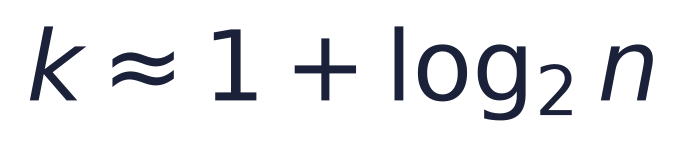 k ≈ 1 + log₂ n